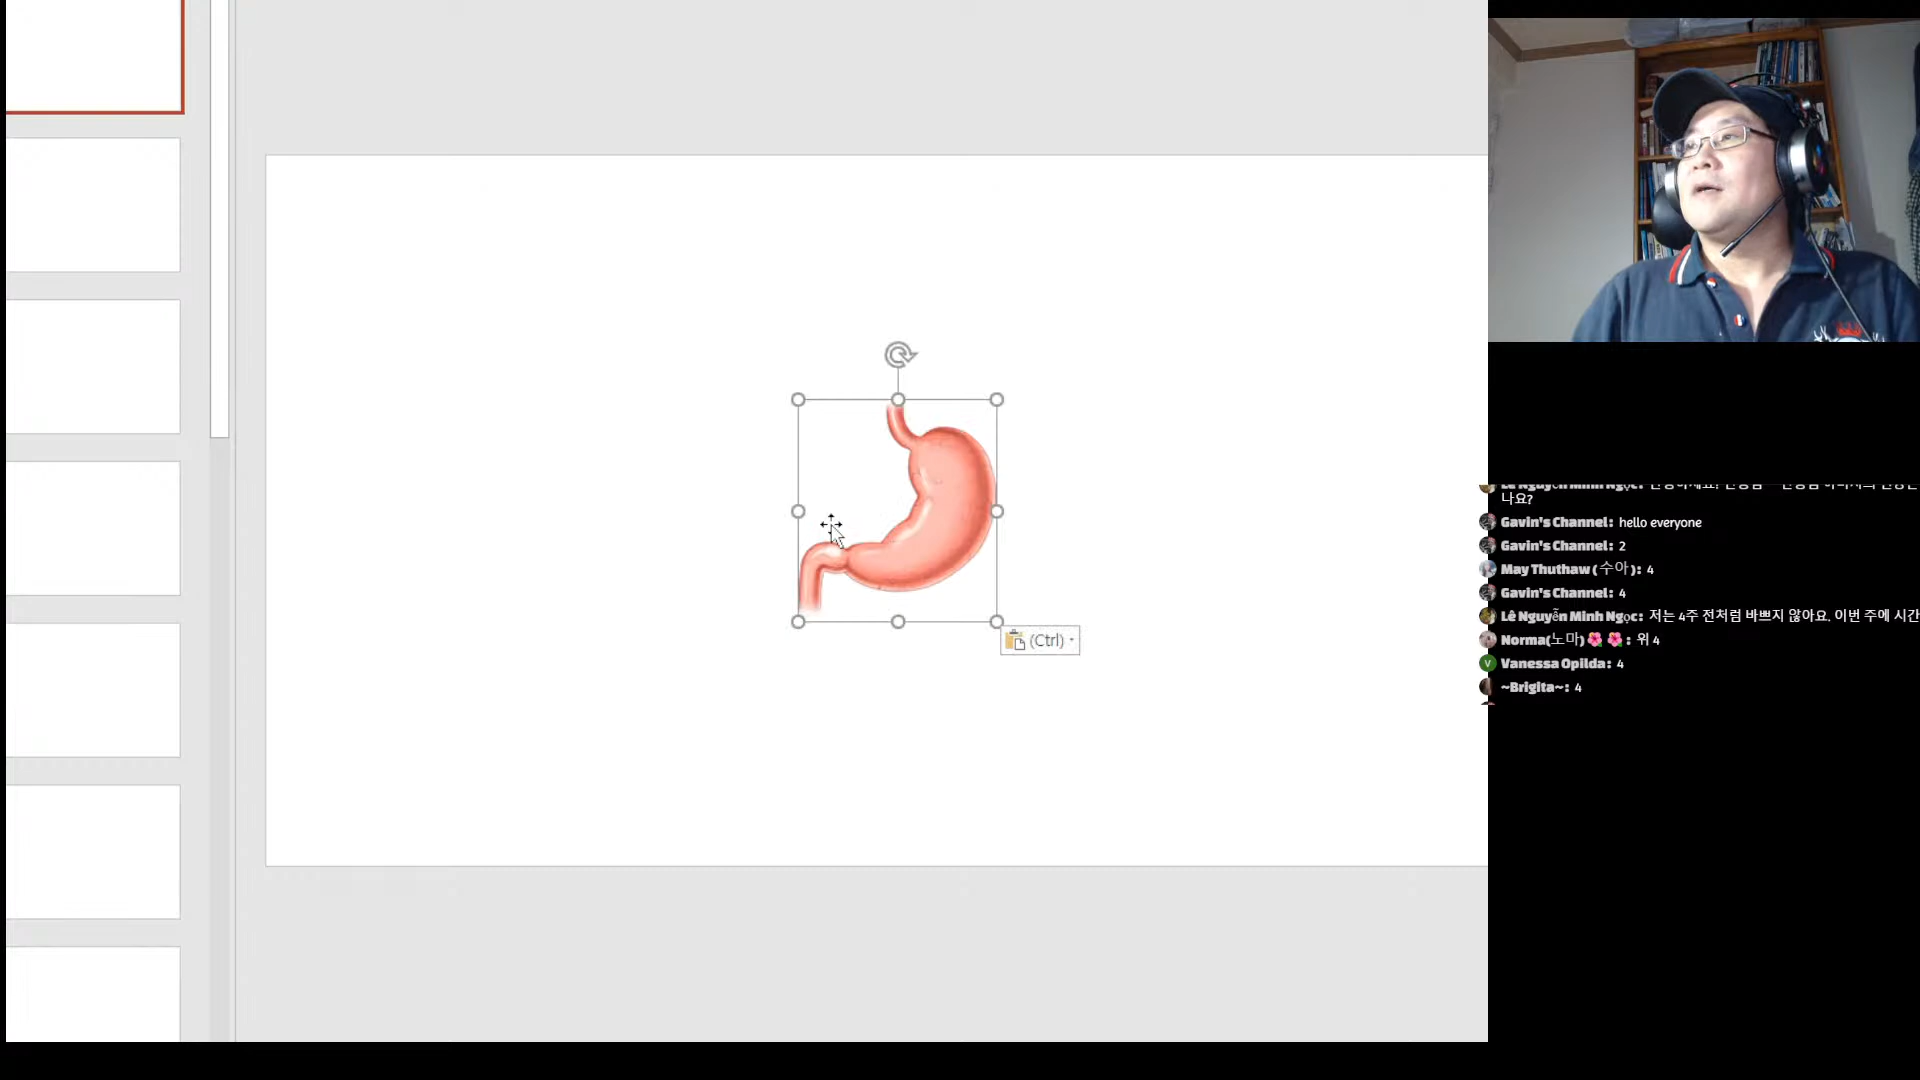 (Ctrl)
나요?
Gavin's Channel: hello everyone
Gavin's Channel: 2
May Thuthaw (수아): 4
Gavin's Channel: 4
Lê Nguyễn Minh Ngọc: 저는 4주 전처럼 바쁘지 않아요. 이번 주에 시간
Norma(노마)🌺 🌺 : 위 4
V Vanessa Opilda: 4
~BrigIta~: 4